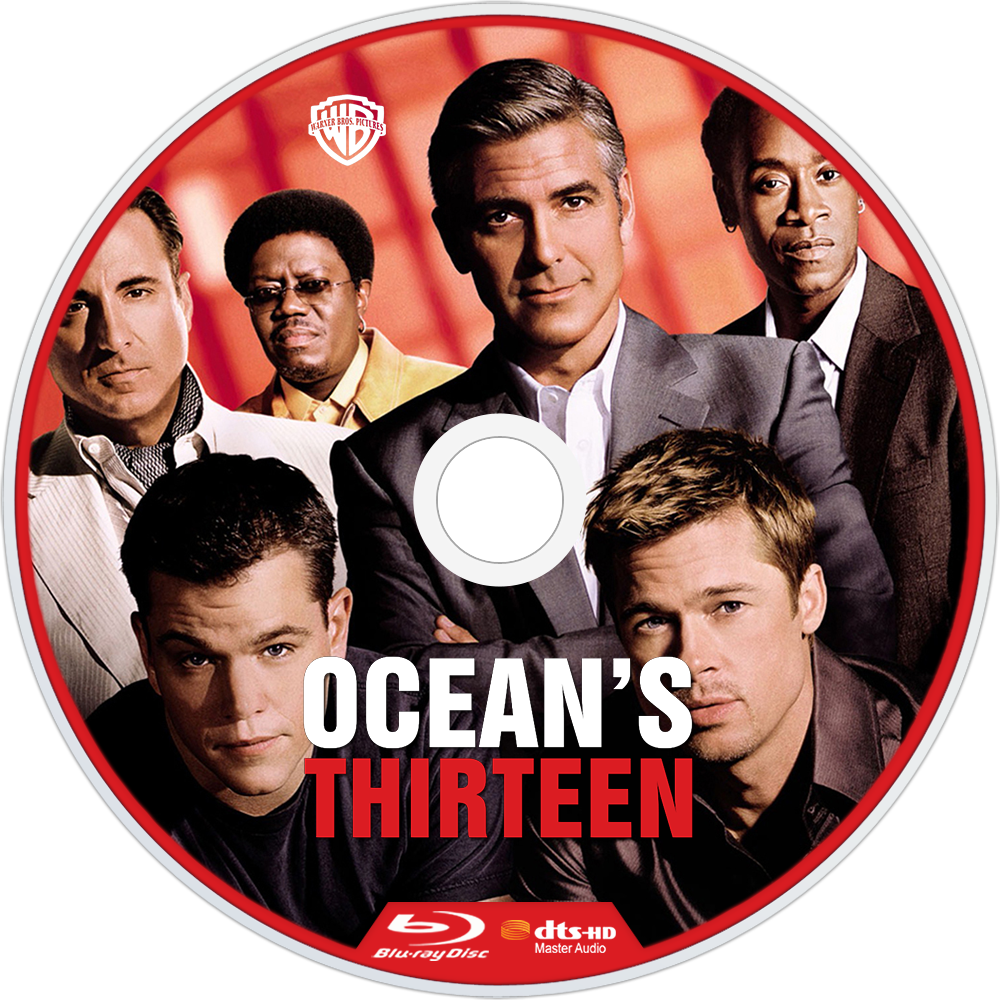 WB
WARNER BROS. PICTURES
OCEAN'S
THIRTEEN
Blu-ray Disc
dts-HD
Master Audio